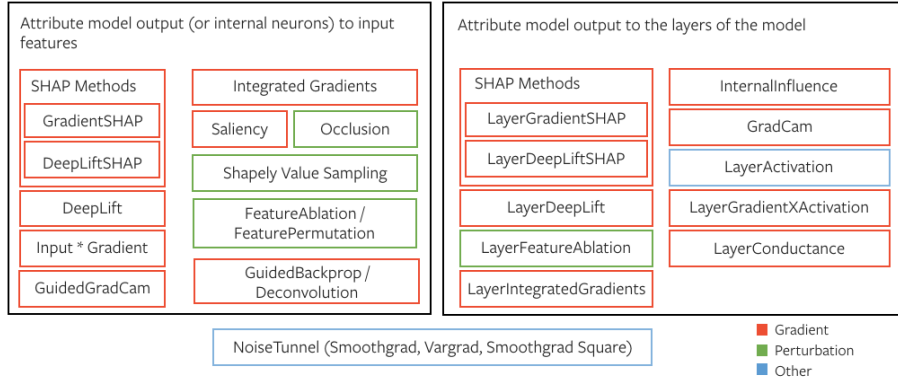 Attribute model output (or internal neurons) to input
features
SHAP Methods
GradientSHAP
DeepLiftSHAP
DeepLift
Input * Gradient
GuidedGradCam
Integrated Gradients
Saliency
Occlusion
Shapely Value Sampling
FeatureAblation /
FeaturePermutation
GuidedBackprop /
Deconvolution
Attribute model output to the layers of the model
SHAP Methods
LayerGradientSHAP
LayerDeepLiftSHAP
LayerDeepLift
LayerFeatureAblation
LayerIntegratedGradients
InternalInfluence
GradCam
LayerActivation
LayerGradientXActivation
LayerConductance
NoiseTunnel (Smoothgrad, Vargrad, Smoothgrad Square)
Gradient
Perturbation
Other